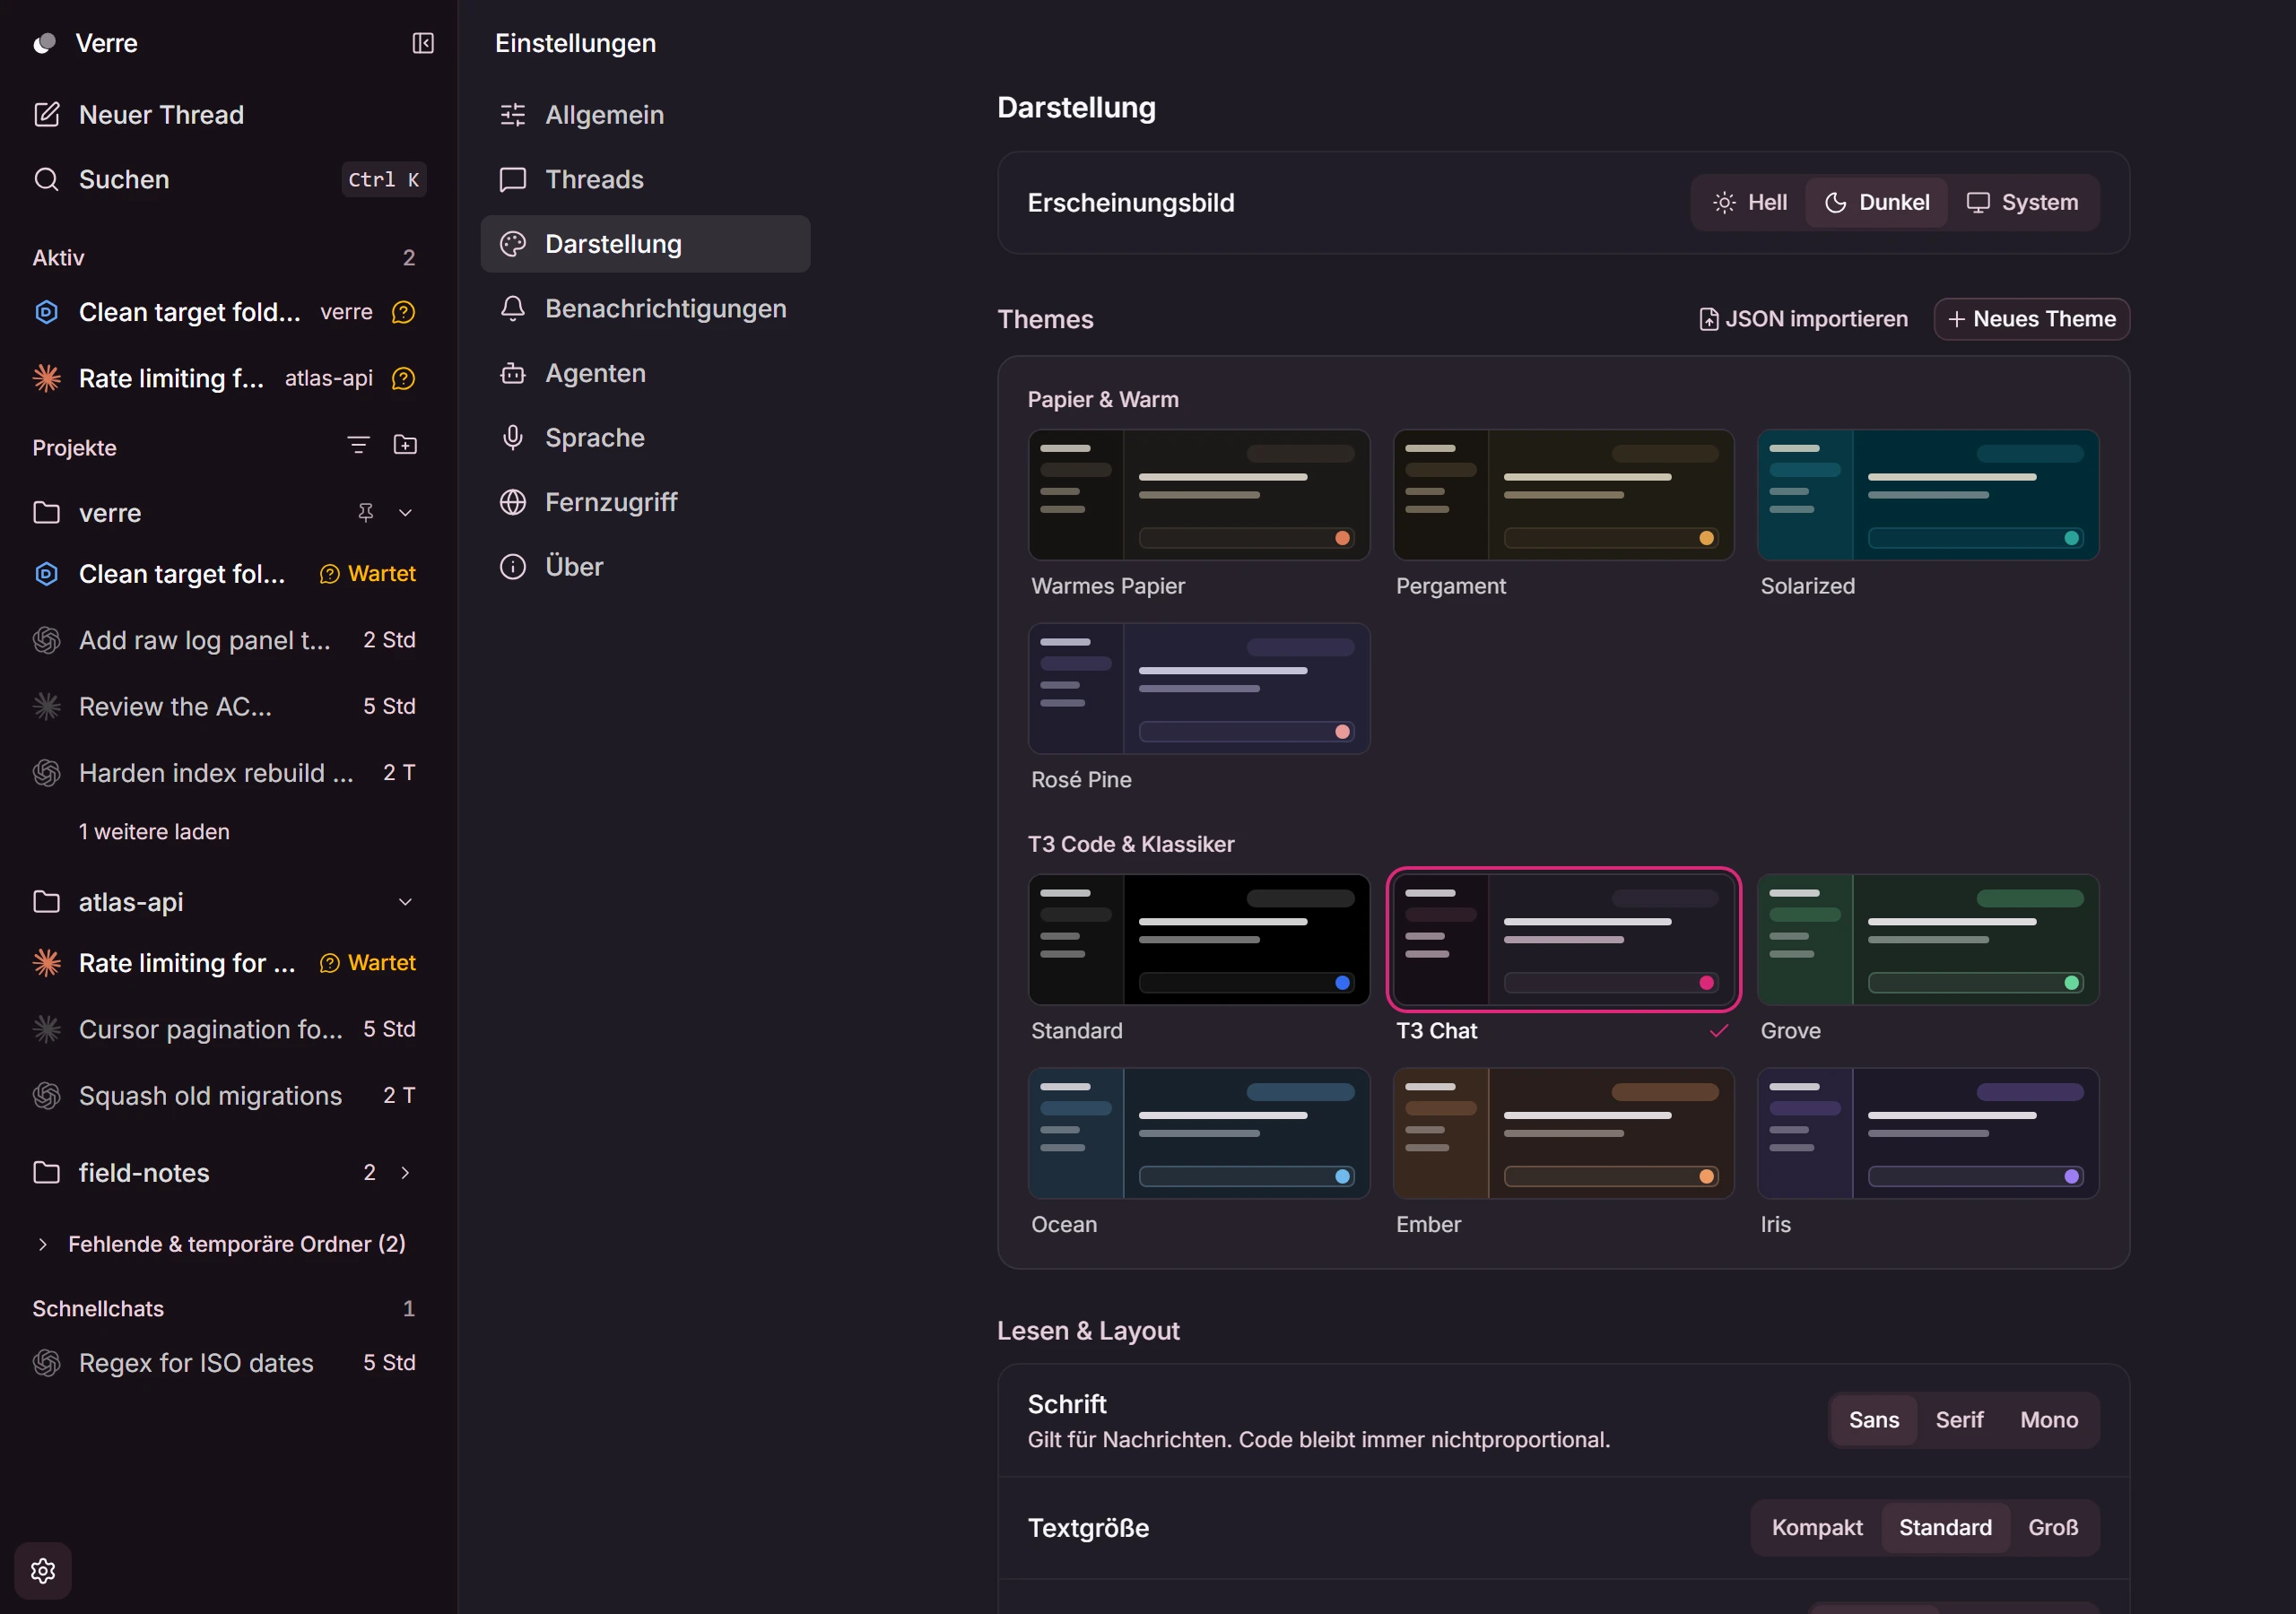 Verre
Neuer Thread
Suchen
Ctrl K
Aktiv
2
Clean target fold...
verre
Rate limiting f...
atlas-api
Projekte
verre
Clean target fol...
Wartet
Add raw log panel t...
2 Std
Review the AC...
5 Std
Harden index rebuild ...
2 T
1 weitere laden
atlas-api
Rate limiting for ...
Wartet
Cursor pagination fo...
5 Std
Squash old migrations
2 T
field-notes
2
Fehlende & temporäre Ordner (2)
Schnellchats
1
Regex for ISO dates
5 Std
Einstellungen
Allgemein
Threads
Darstellung
Benachrichtigungen
Agenten
Sprache
Fernzugriff
Über
Darstellung
Erscheinungsbild
Hell
Dunkel
System
Themes
JSON importieren
Neues Theme
Papier & Warm
Warmes Papier
Pergament
Solarized
Rosé Pine
T3 Code & Klassiker
Standard
T3 Chat
Grove
Ocean
Ember
Iris
Lesen & Layout
Schrift
Gilt für Nachrichten. Code bleibt immer nichtproportional.
Sans
Serif
Mono
Textgröße
Kompakt
Standard
Groß